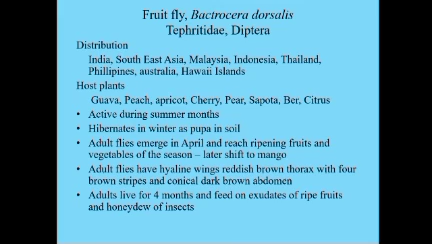 Fruit fly, Bactrocera dorsalis
Tephritidae, Diptera
Distribution
India, South East Asia, Malaysia, Indonesia, Thailand,
Phillipines, australia, Hawaii Islands
Host plants
Guava, Peach, apricot, Cherry, Pear, Sapota, Ber, Citrus
• Active during summer months
• Hibernates in winter as pupa in soil
• Adult flies emerge in April and reach ripening fruits and
vegetables of the season – later shift to mango
• Adult flies have hyaline wings reddish brown thorax with four
brown stripes and conical dark brown abdomen
• Adults live for 4 months and feed on exudates of ripe fruits
and honeydew of insects